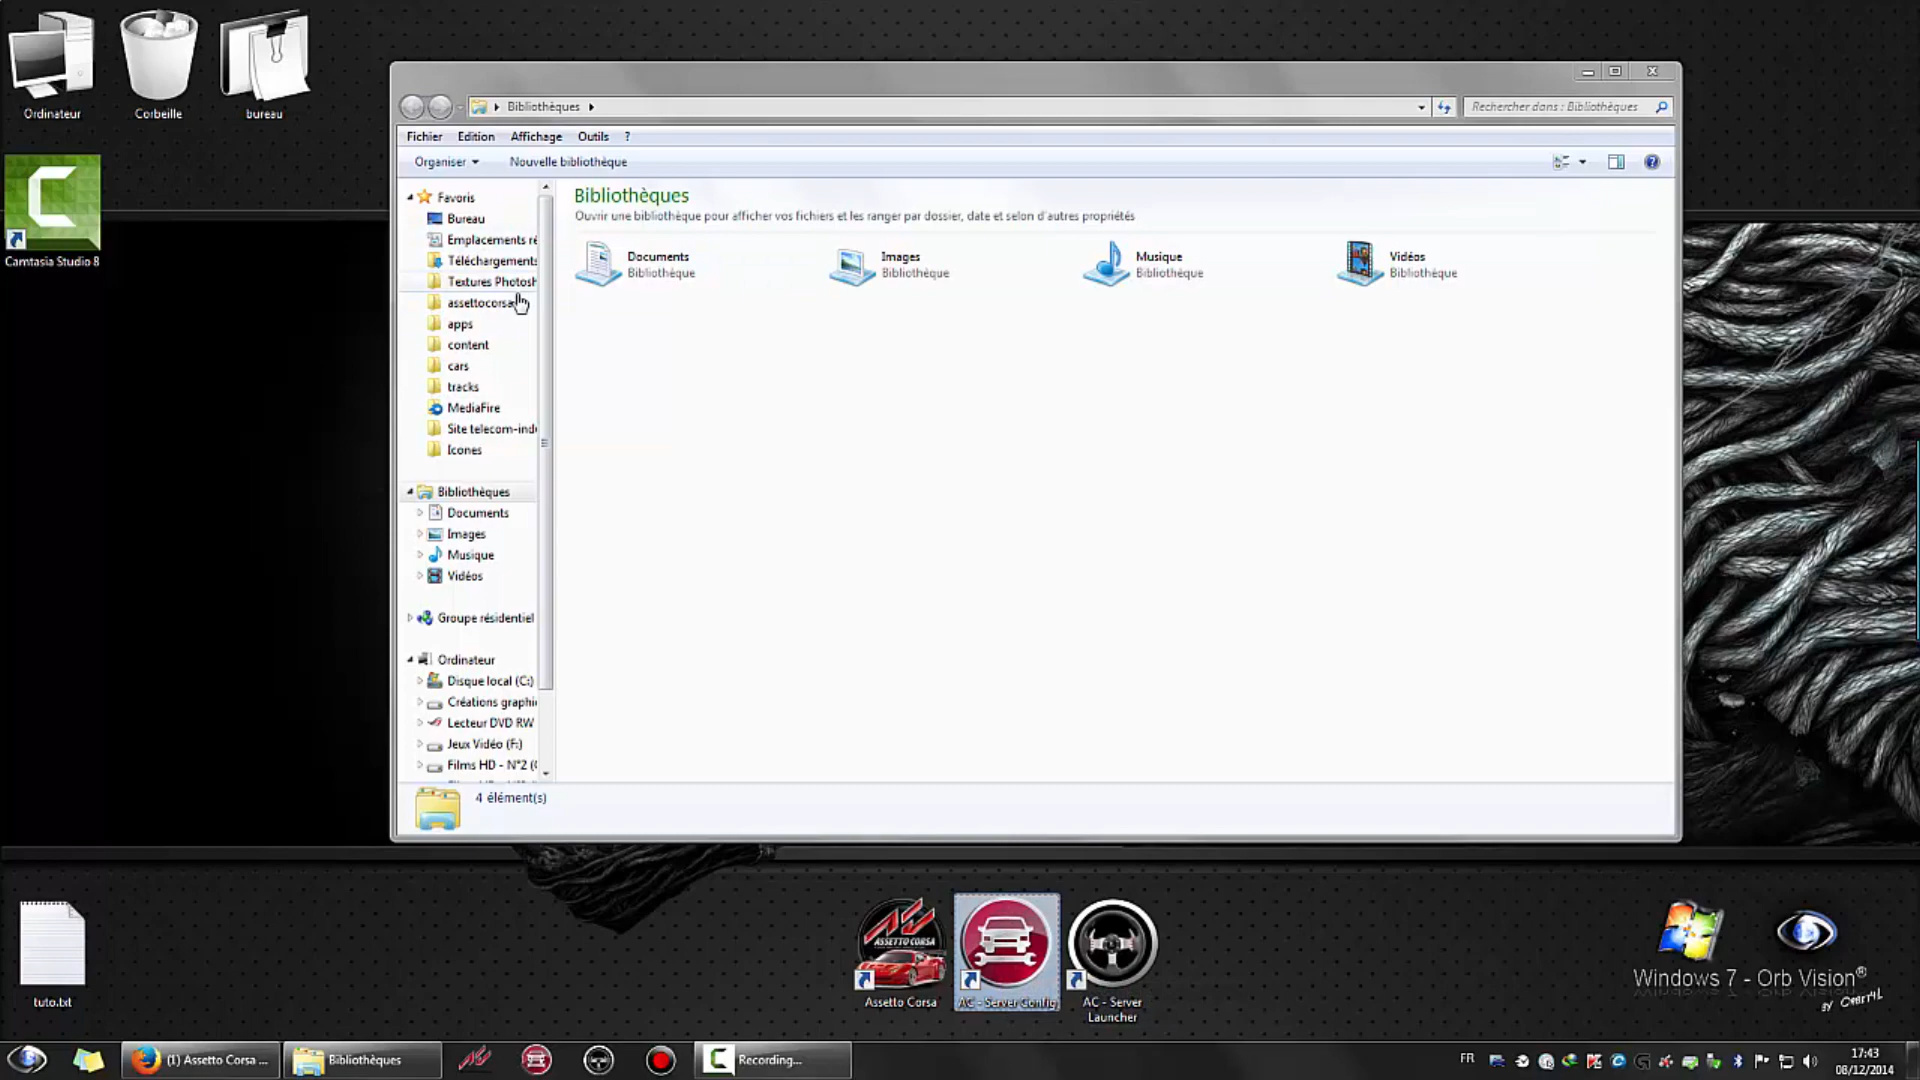 Ordinateur
Corbeille
bureau
Camtasia Studio 8
Bibliothèques
Rechercher dans : Bibliothèques
Fichier Edition Affichage Outils ?
Organiser Nouvelle bibliothèque
Favoris
Bureau
Emplacements ré
Téléchargements
Textures Photosh
assettocorsa
apps
content
cars
tracks
MediaFire
Site telecom-ind
Icones
Bibliothèques
Documents
Images
Musique
Vidéos
Groupe résidentiel
Ordinateur
Disque local (C:)
Créations graphi
Lecteur DVD RW
Jeux Vidéo (F:)
Films HD - N°2 (
Bibliothèques
Ouvrir une bibliothèque pour afficher vos fichiers et les ranger par dossier, date et selon d'autres propriétés
Documents
Bibliothèque
Images
Bibliothèque
Musique
Bibliothèque
Vidéos
Bibliothèque
4 élément(s)
tuto.txt
ASSETTO CORSA
Assetto Corsa
AC - Server Config
AC - Server
Launcher
Windows 7 - Orb Vision®
(1) Assetto Corsa ...
Bibliothèques
Recording...
FR
17:43
08/12/2014